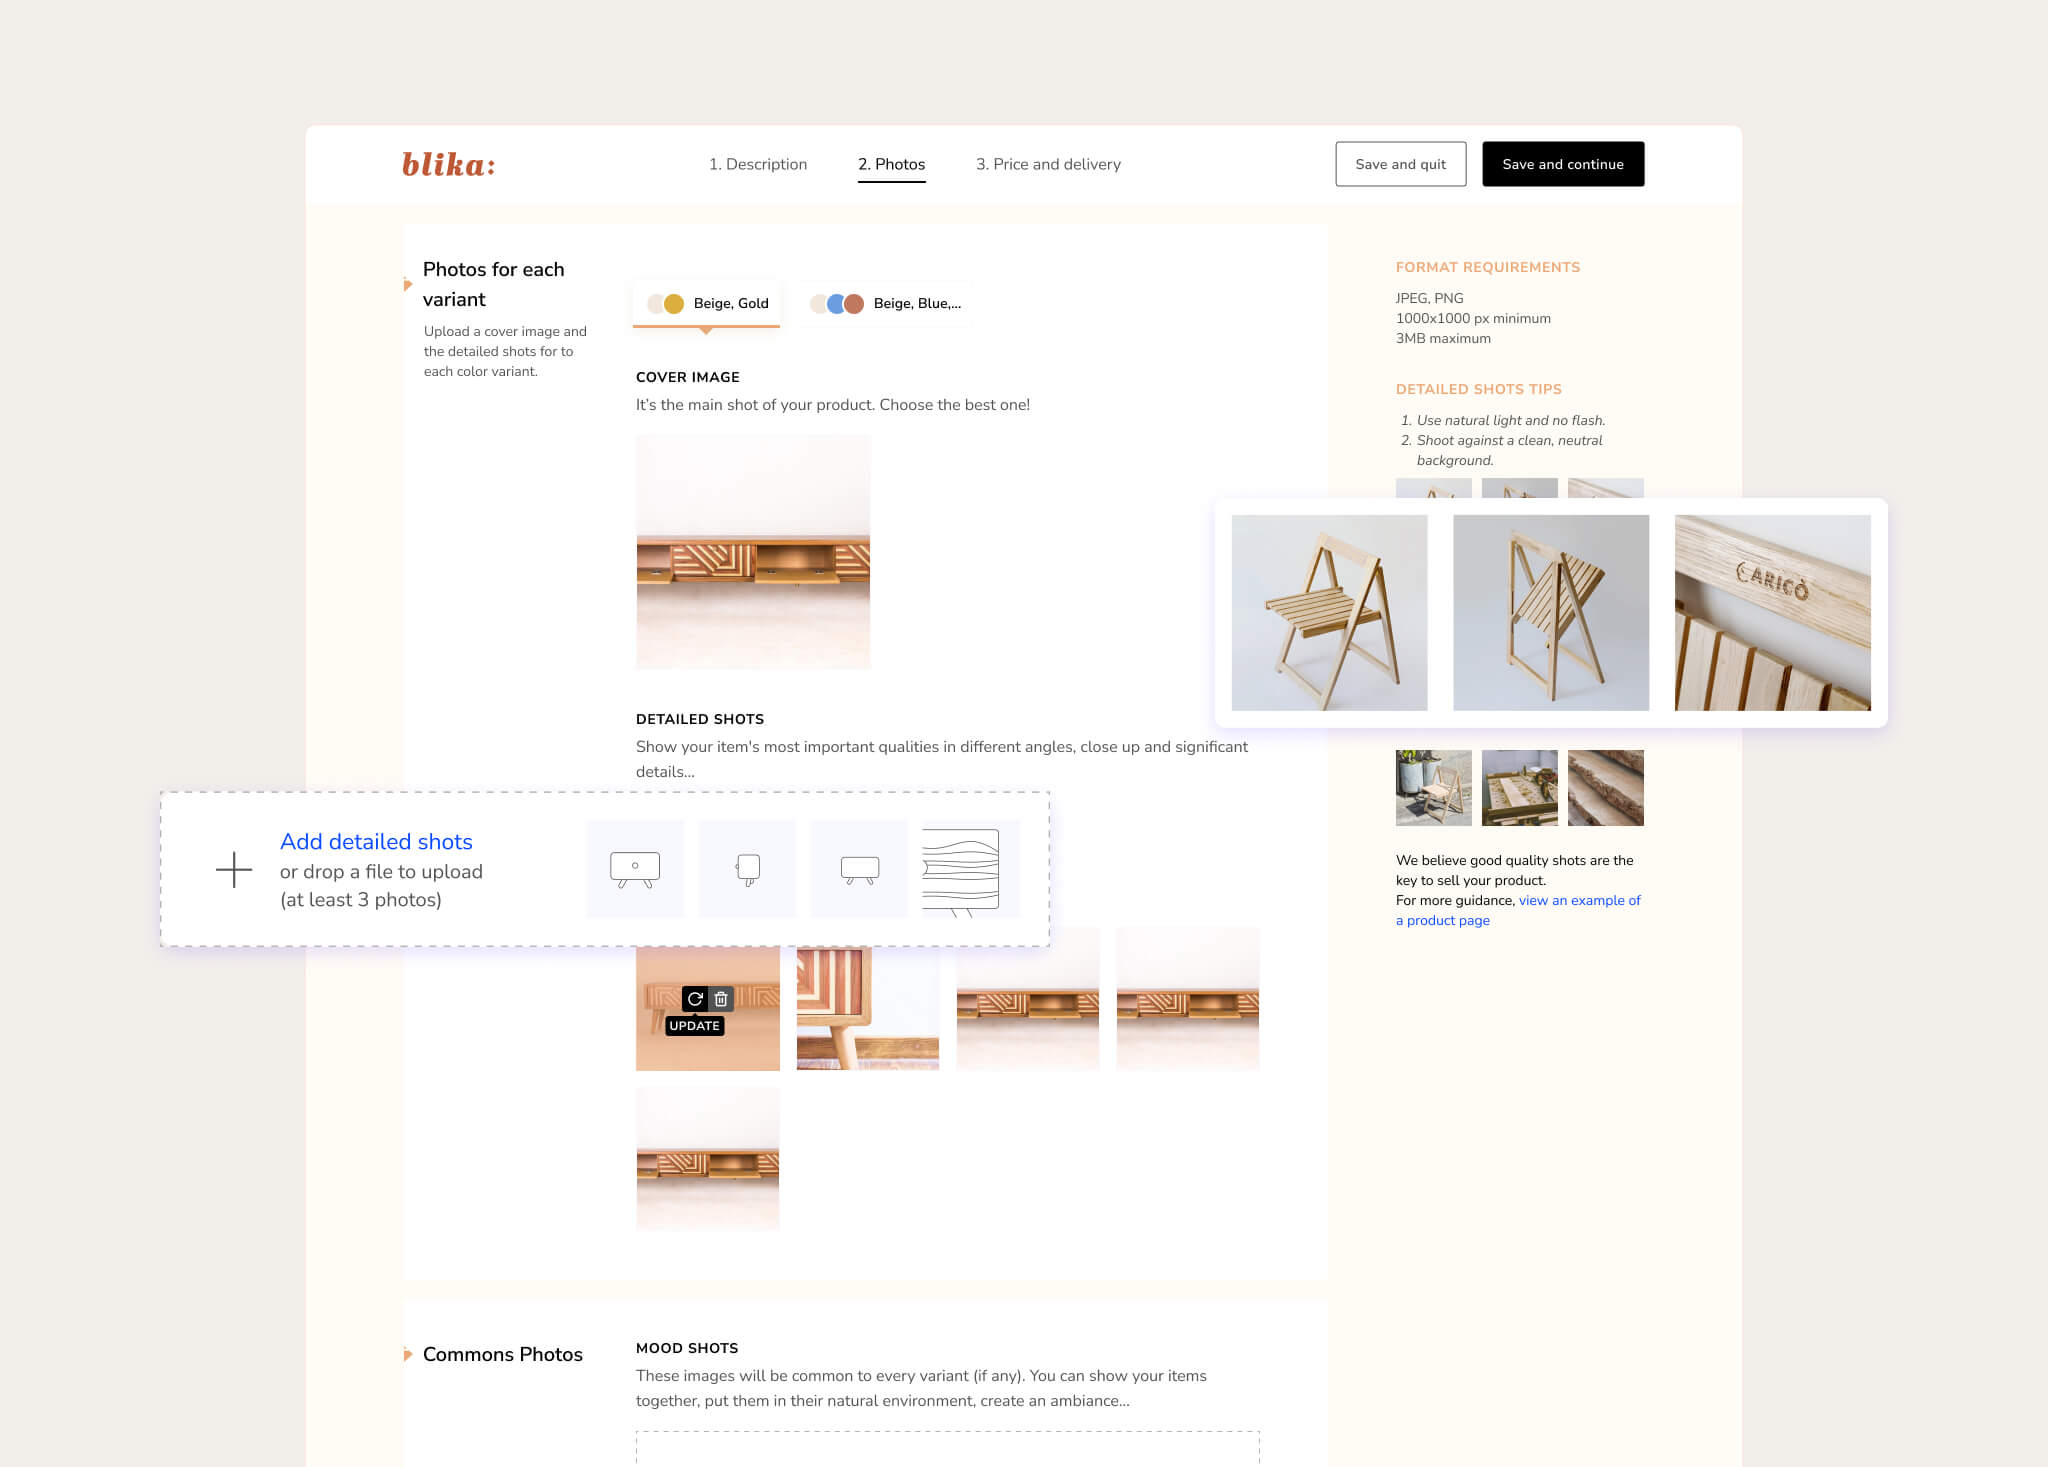 blika:
1. Description
2. Photos
3. Price and delivery
Save and quit
Save and continue
Photos for each
variant
Upload a cover image and
the detailed shots for to
each color variant.
Beige, Gold
Beige, Blue,...
COVER IMAGE
It's the main shot of your product. Choose the best one!
DETAILED SHOTS
Show your item's most important qualities in different angles, close up and significant
details...
Add detailed shots
or drop a file to upload
(at least 3 photos)
UPDATE
Commons Photos
MOOD SHOTS
These images will be common to every variant (if any). You can show your items
together, put them in their natural environment, create an ambiance...
FORMAT REQUIREMENTS
JPEG, PNG
1000x1000 px minimum
3MB maximum
DETAILED SHOTS TIPS
1. Use natural light and no flash.
2. Shoot against a clean, neutral
background.
CARICÒ
We believe good quality shots are the
key to sell your product.
For more guidance, view an example of
a product page